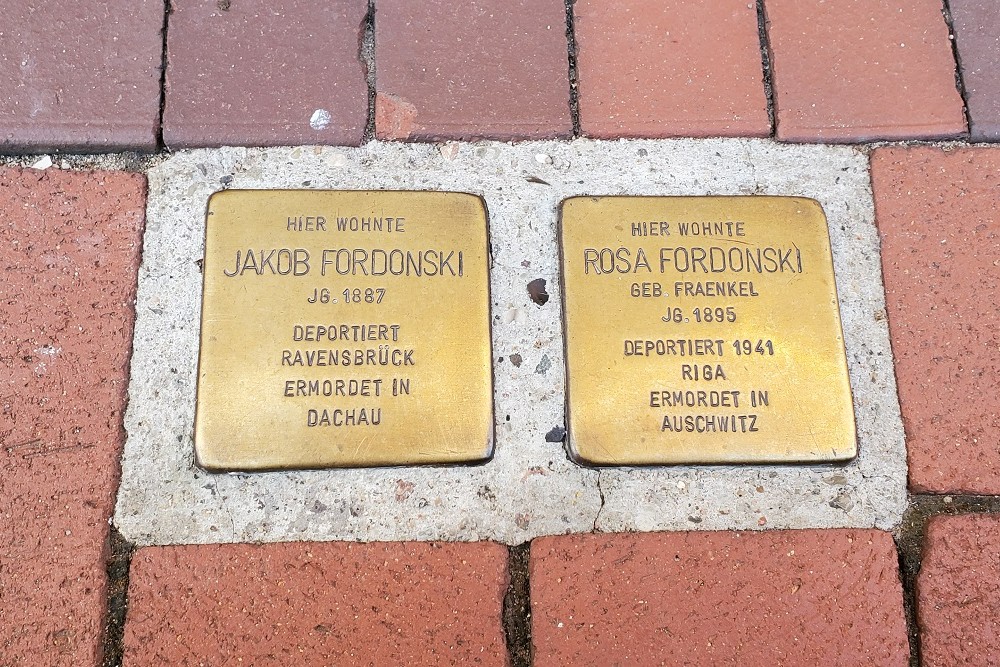 HIER WOHNTE
JAKOB FORDONSKI
JG. 1887
DEPORTIERT
RAVENSBRÜCK
ERMORDET IN
DACHAU
HIER WOHNTE
ROSA FORDONSKI
GEB. FRAENKEL
JG. 1895
DEPORTIERT 1941
RIGA
ERMORDET IN
AUSCHWITZ